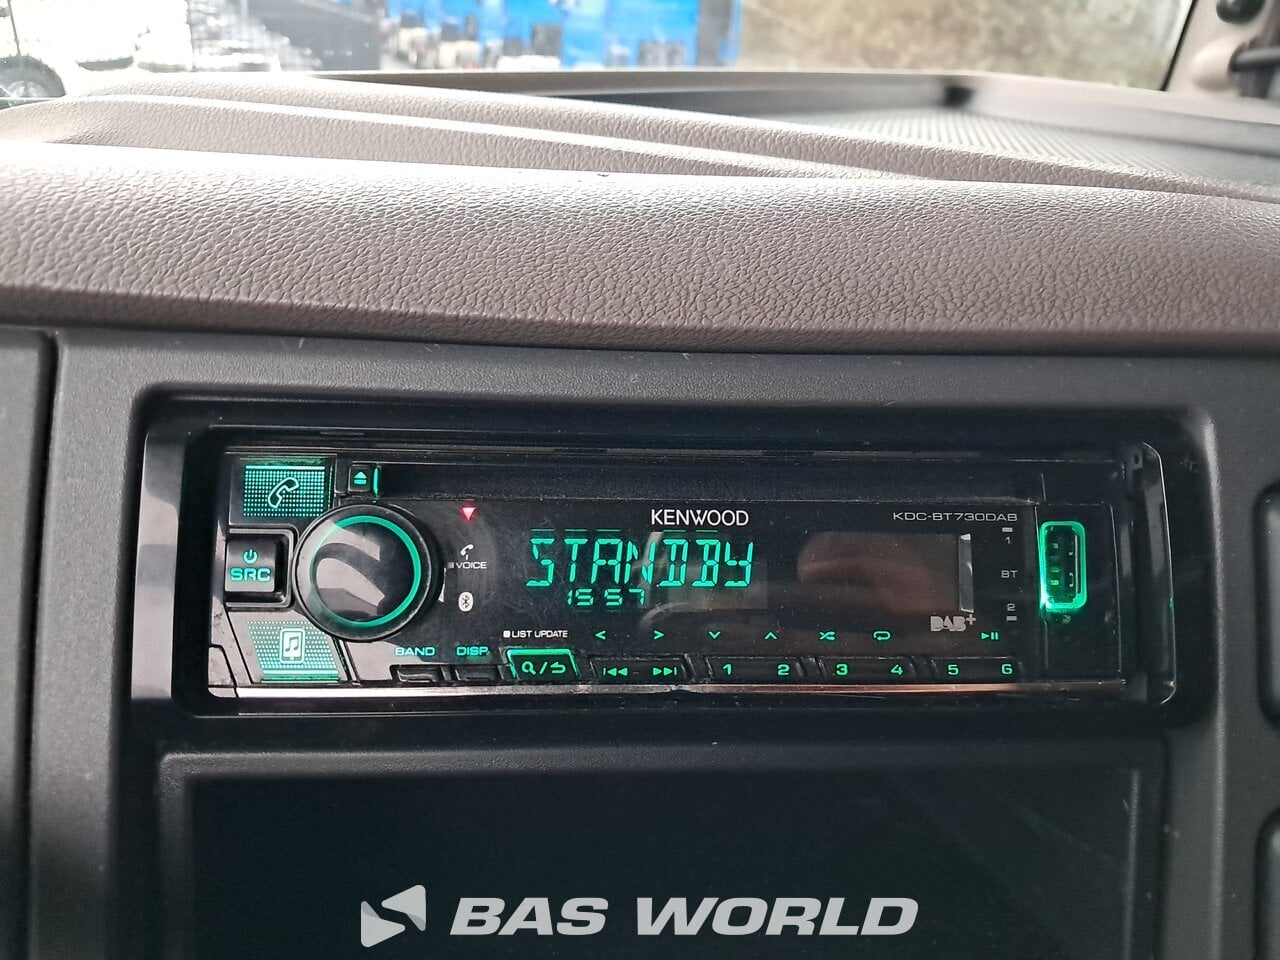 KENWOOD
KDC-BT730DAB
STANDBY
15 57
SRC
VOICE
1
BT
2
DAB+
LIST UPDATE
BAND
DISP
1 2 3 4 5 6
BAS WORLD